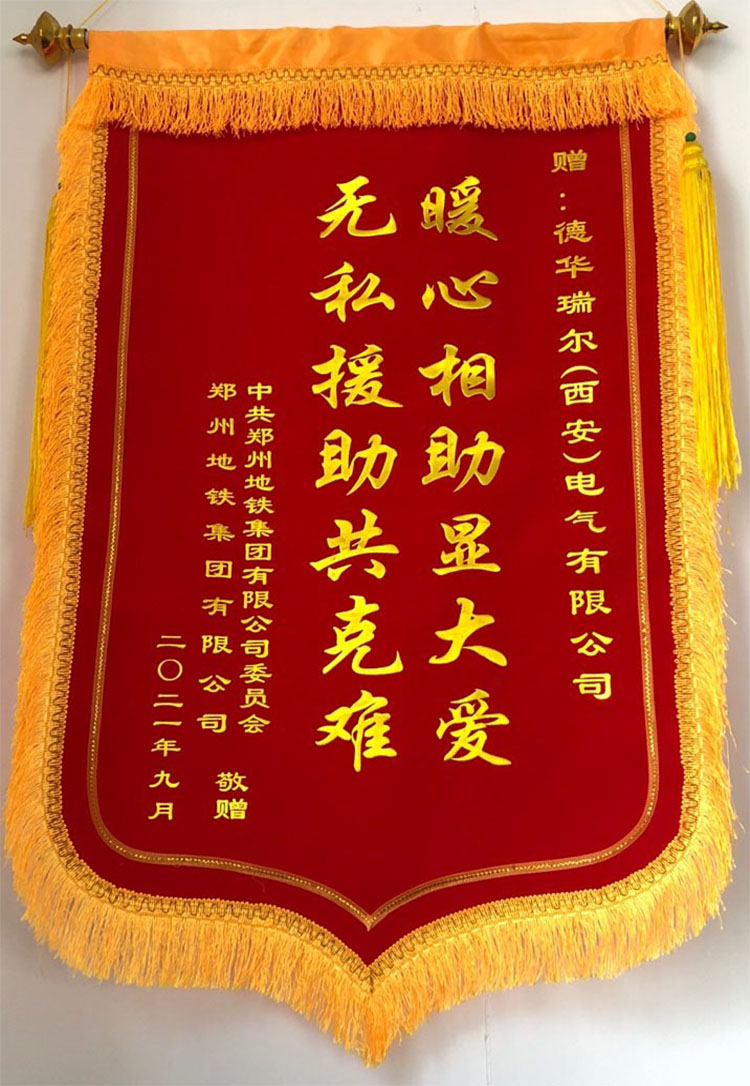 赠：德华瑞尔(西安)电气有限公司
暖心相助显大爱
无私援助共克难
中共郑州地铁集团有限公司委员会
郑州地铁集团有限公司
敬赠
二〇二一年九月